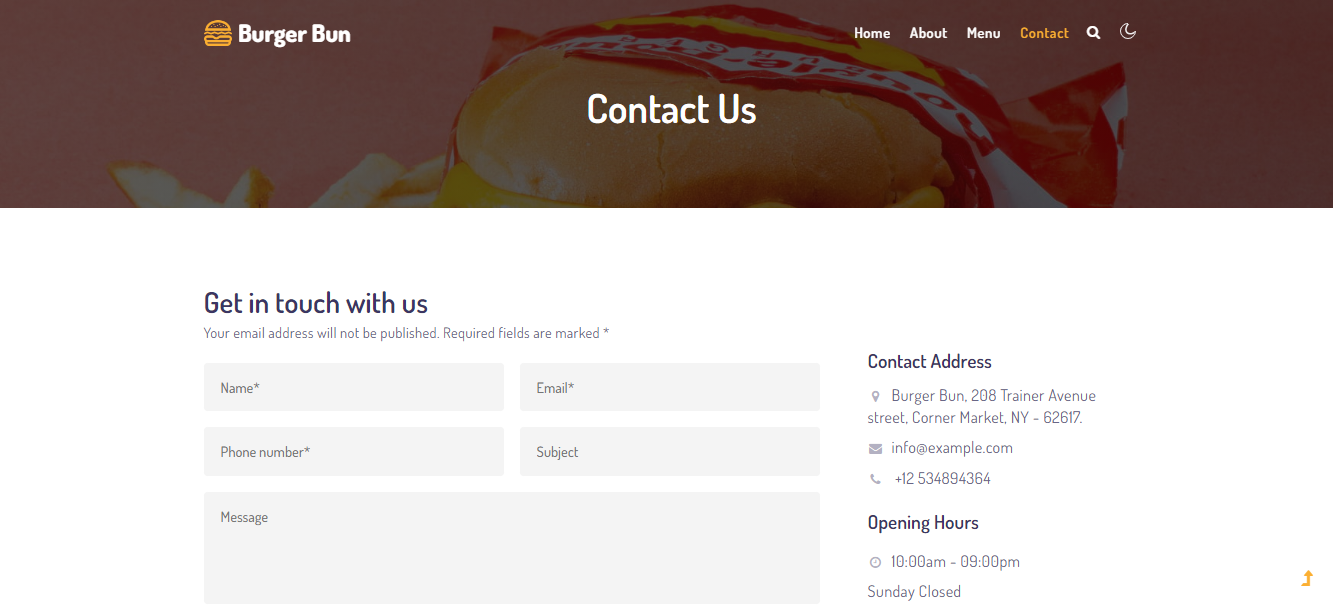 Burger Bun
Home About Menu Contact
Contact Us
Get in touch with us
Your email address will not be published. Required fields are marked *
Name*
Email*
Phone number*
Subject
Message
Contact Address
Burger Bun, 208 Trainer Avenue
street, Corner Market, NY - 62617.
info@example.com
+12 534894364
Opening Hours
10:00am - 09:00pm
Sunday Closed